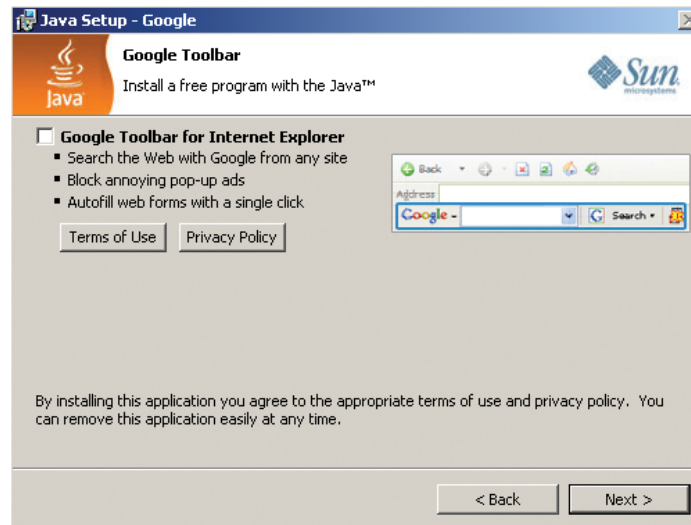 Java Setup - Google
Google Toolbar
Install a free program with the Java™
Java
Sun
microsystems
Google Toolbar for Internet Explorer
▪ Search the Web with Google from any site
▪ Block annoying pop-up ads
▪ Autofill web forms with a single click
Back
Address
Google
G Search
Terms of Use Privacy Policy
By installing this application you agree to the appropriate terms of use and privacy policy. You
can remove this application easily at any time.
< Back Next >